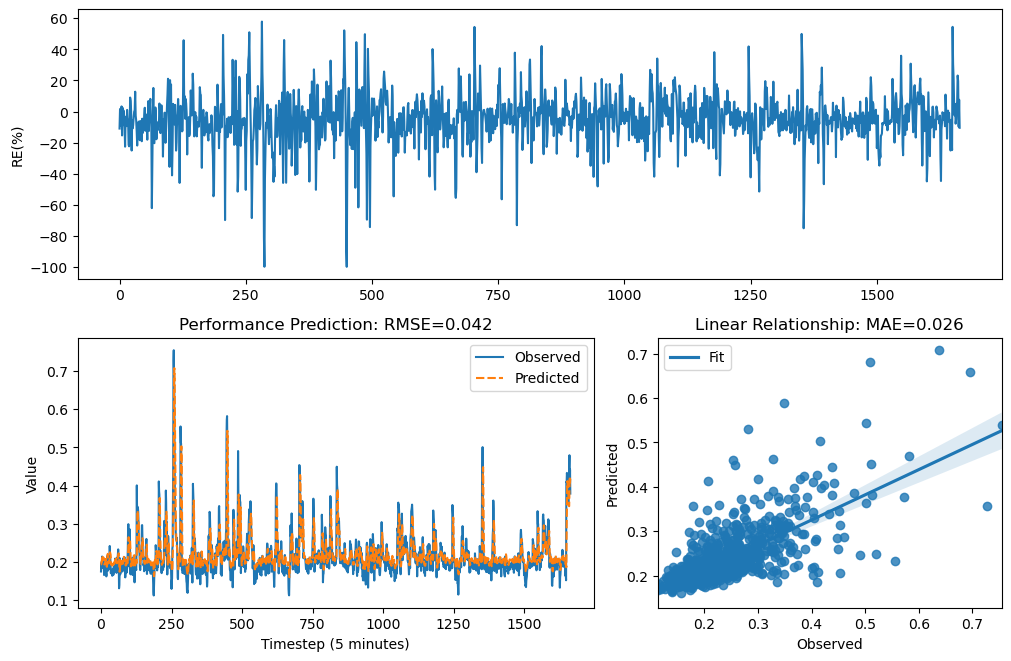 60
40
20
0
−20
−40
−60
−80
−100
RE(%)
0 250 500 750 1000 1250 1500
Performance Prediction: RMSE=0.042
Observed
Predicted
0.7
0.6
0.5
0.4
0.3
0.2
0.1
Value
0 250 500 750 1000 1250 1500
Timestep (5 minutes)
Linear Relationship: MAE=0.026
Fit
0.7
0.6
0.5
0.4
0.3
0.2
Predicted
0.2 0.3 0.4 0.5 0.6 0.7
Observed